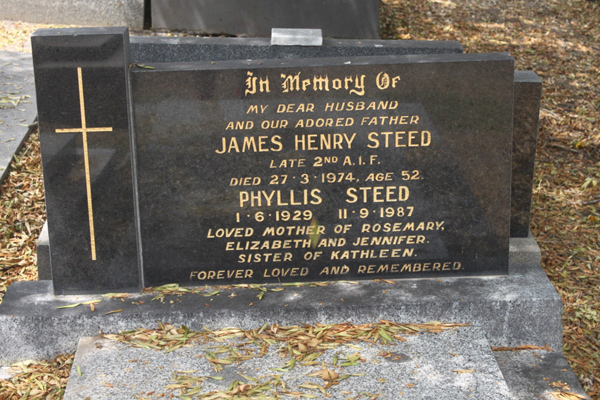 In Memory Of
MY DEAR HUSBAND
AND OUR ADORED FATHER
JAMES HENRY STEED
LATE 2ND A.I.F.
DIED 27·3·1974, AGE 52.
PHYLLIS STEED
1·6·1929 11·9·1987
LOVED MOTHER OF ROSEMARY,
ELIZABETH AND JENNIFER.
SISTER OF KATHLEEN.
FOREVER LOVED AND REMEMBERED.